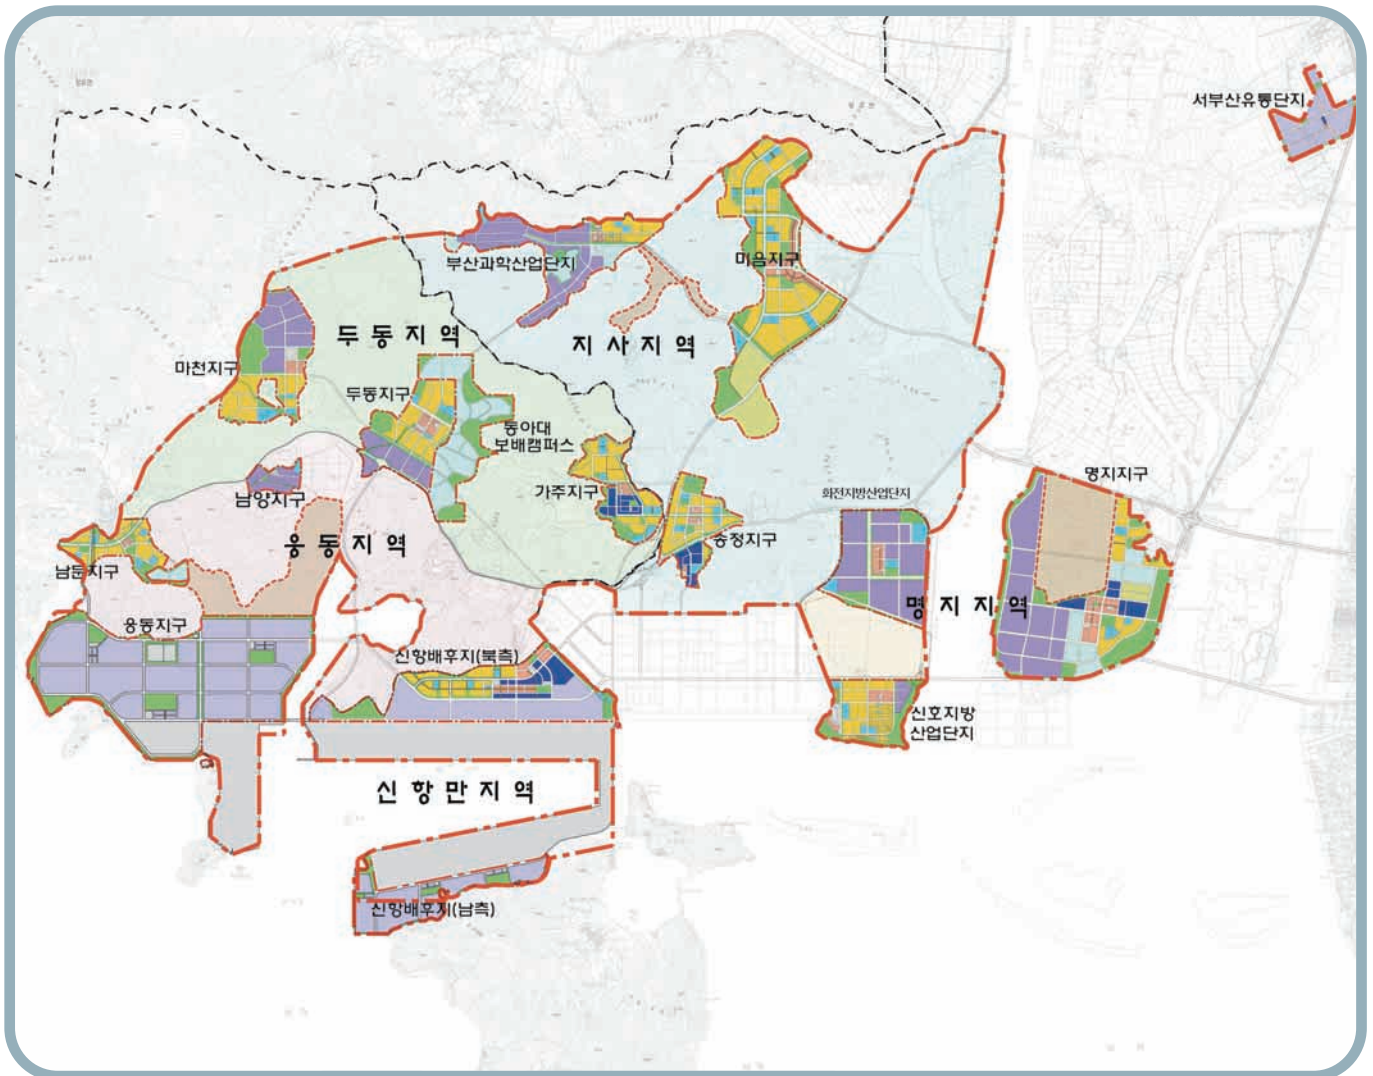 서부산유통단지
부산과학산업단지
미음지구
두동지역
지사지역
마천지구
두동지구
동아대
보배캠퍼스
남양지구
가주지구
화전지방산업단지
명지지구
송정지구
웅동지역
남문지구
명지지역
웅동지구
신항배후지(북측)
신호지방
산업단지
신항만지역
신항배후지(남측)